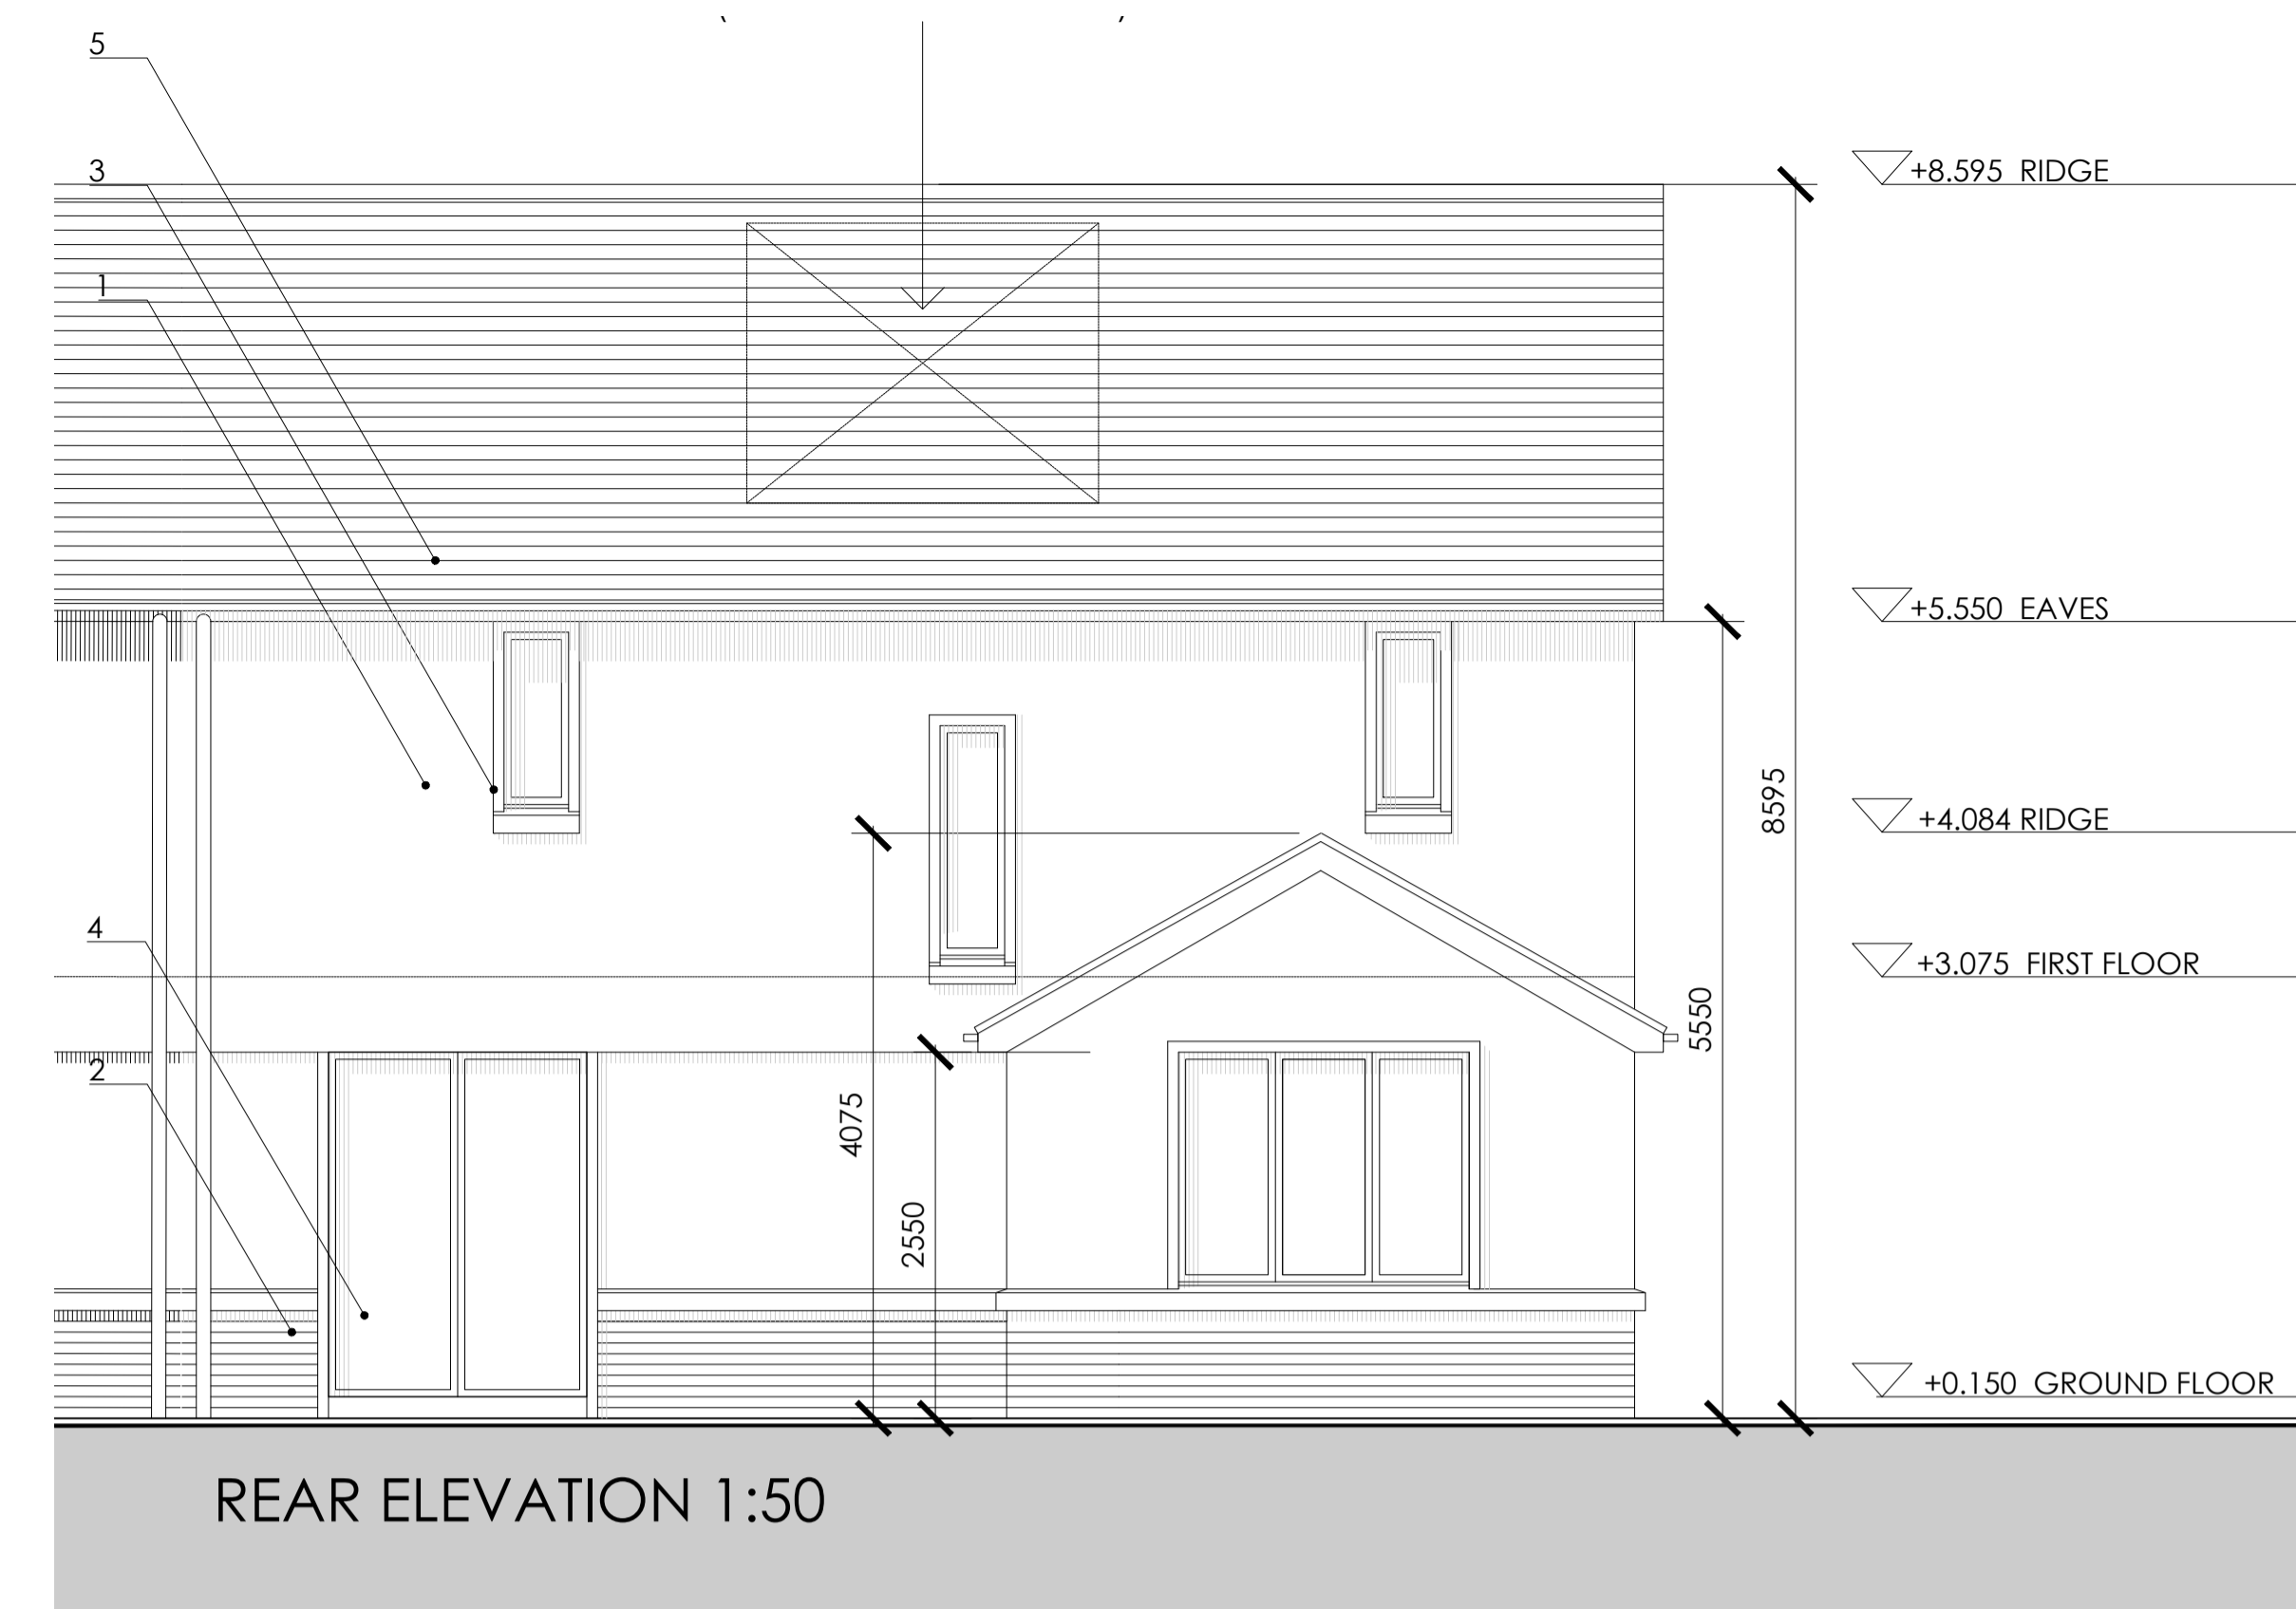 5
3
+8.595 RIDGE
1
+5.550 EAVES
8595
+4.084 RIDGE
4
+3.075 FIRST FLOOR
5550
2
4075
2550
+0.150 GROUND FLOOR
REAR ELEVATION 1:50